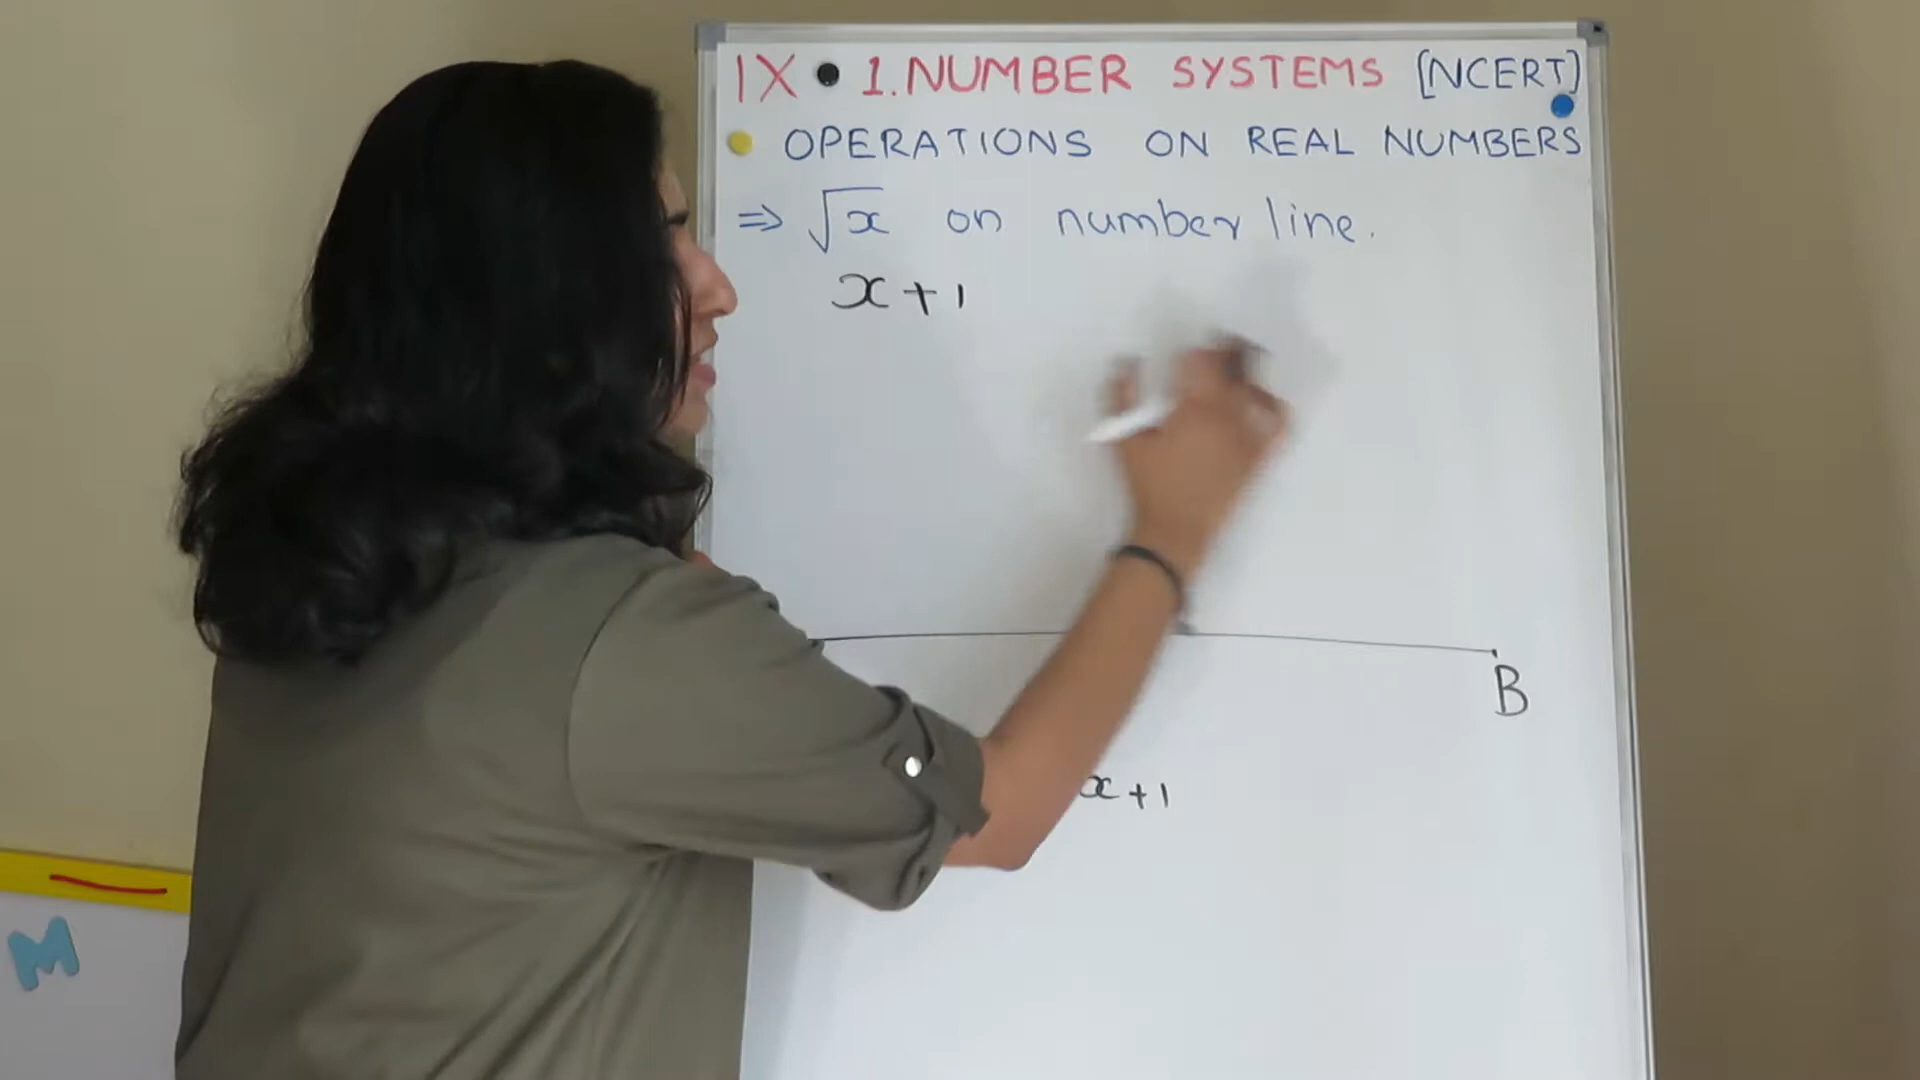 IX • 1. NUMBER SYSTEMS [NCERT]
• OPERATIONS ON REAL NUMBERS
⇒ √x on number line.
x + 1
B
x + 1
M